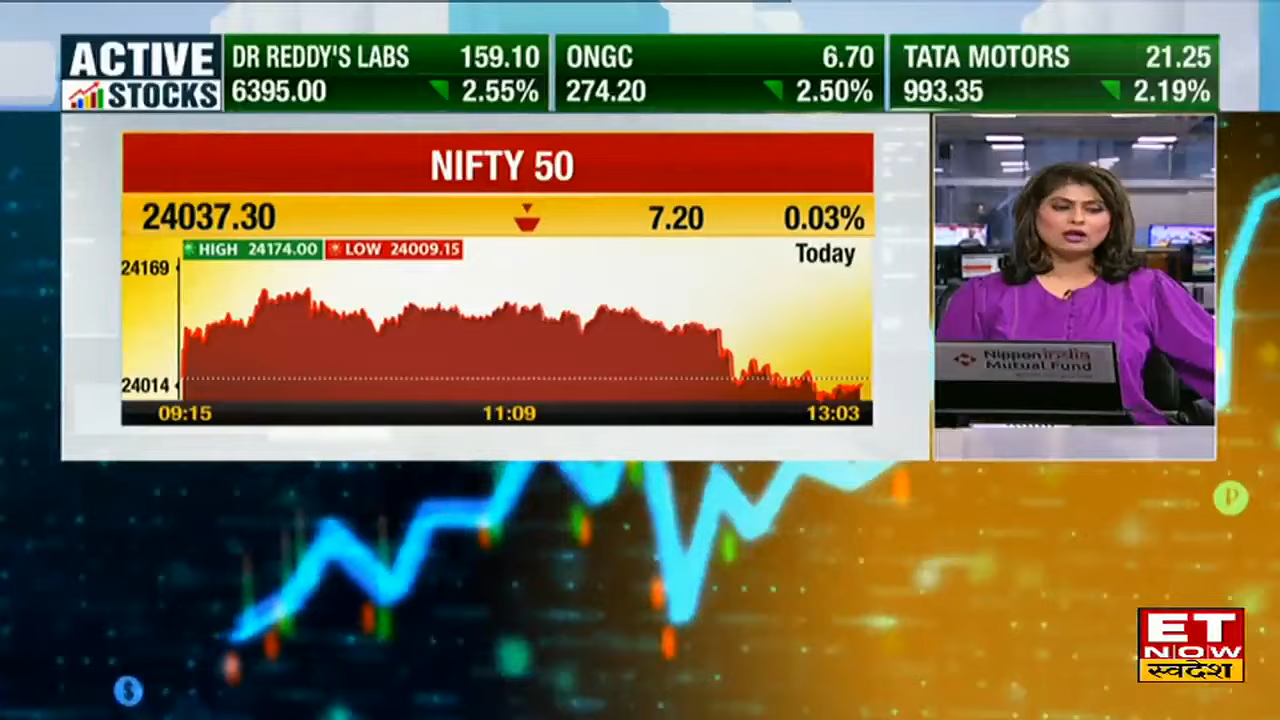 ACTIVE
STOCKS
DR REDDY'S LABS 159.10
6395.00 2.55%
ONGC 6.70
274.20 2.50%
TATA MOTORS 21.25
993.35 2.19%
NIFTY 50
24037.30 7.20 0.03%
HIGH 24174.00 LOW 24009.15 Today
24169
24014
09:15 11:09 13:03
Nippon india
Mutual Fund
P
$
ET
NOW
स्वदेश